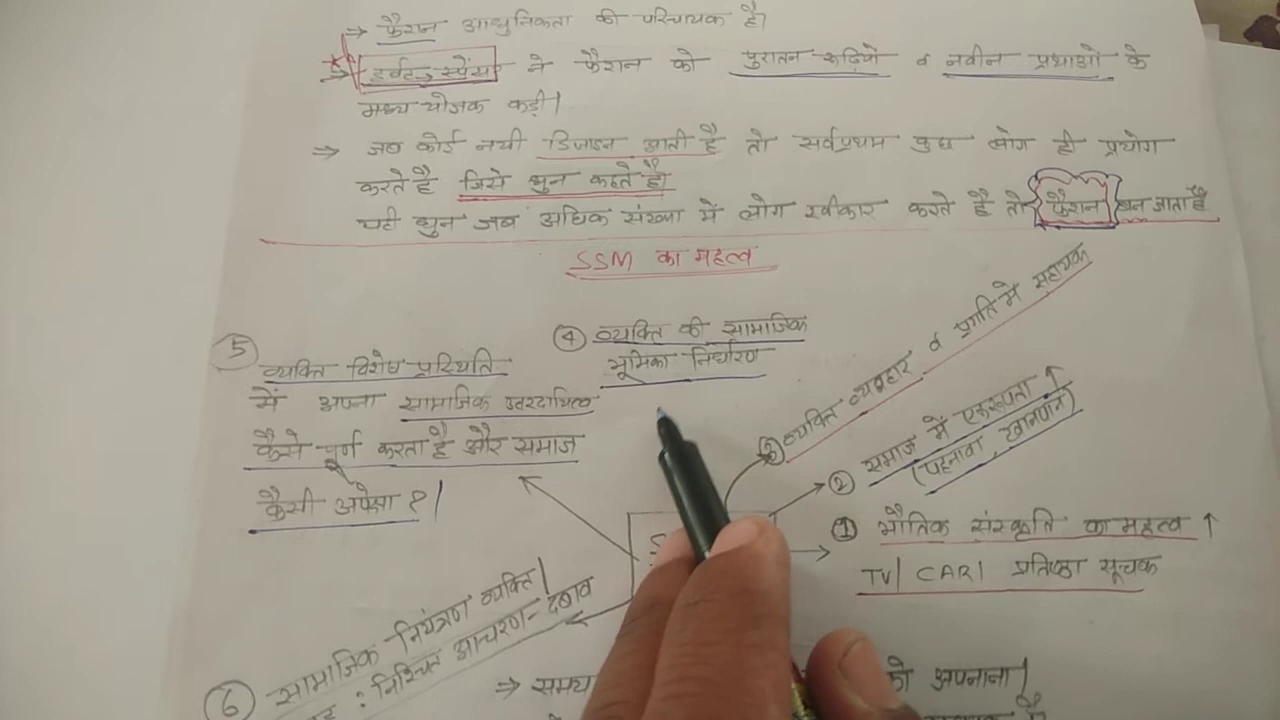 ⇒ फैशन आधुनिकता की परिचायक है।
⇒ हर्बर्ट स्पेंसर ने फैशन को पुरातन रूढ़ियो व नवीन प्रथाओं के
मध्य योजक कड़ी।
⇒ जब कोई नयी डिजाइन आती है तो सर्वप्रथम कुछ लोग ही प्रयोग
करते है जिसे धुन कहते है।
यही धुन जब अधिक संख्या में लोग स्वीकार करते है तो फैशन बन जाता है
SSM का महत्व
⑤ व्यक्ति विशेष परिस्थति
में अपना सामाजिक उत्तरदायित्व
कैसे पूर्ण करता है और समाज
कैसी अपेक्षा ?।
④ व्यक्ति की सामाजिक
भूमिका निर्धारण
③ व्यक्ति व्यवहार व प्रगति में सहायक
② समाज में एकरूपता ↑
(पहनावा, खानपान)
① भौतिक संस्कृति का महत्व ↑
TV| CAR| प्रतिष्ठा सूचक
⑥ सामाजिक नियंत्रण व्यक्ति।
: निश्चित आचरण - दबाव
को अपनाना।